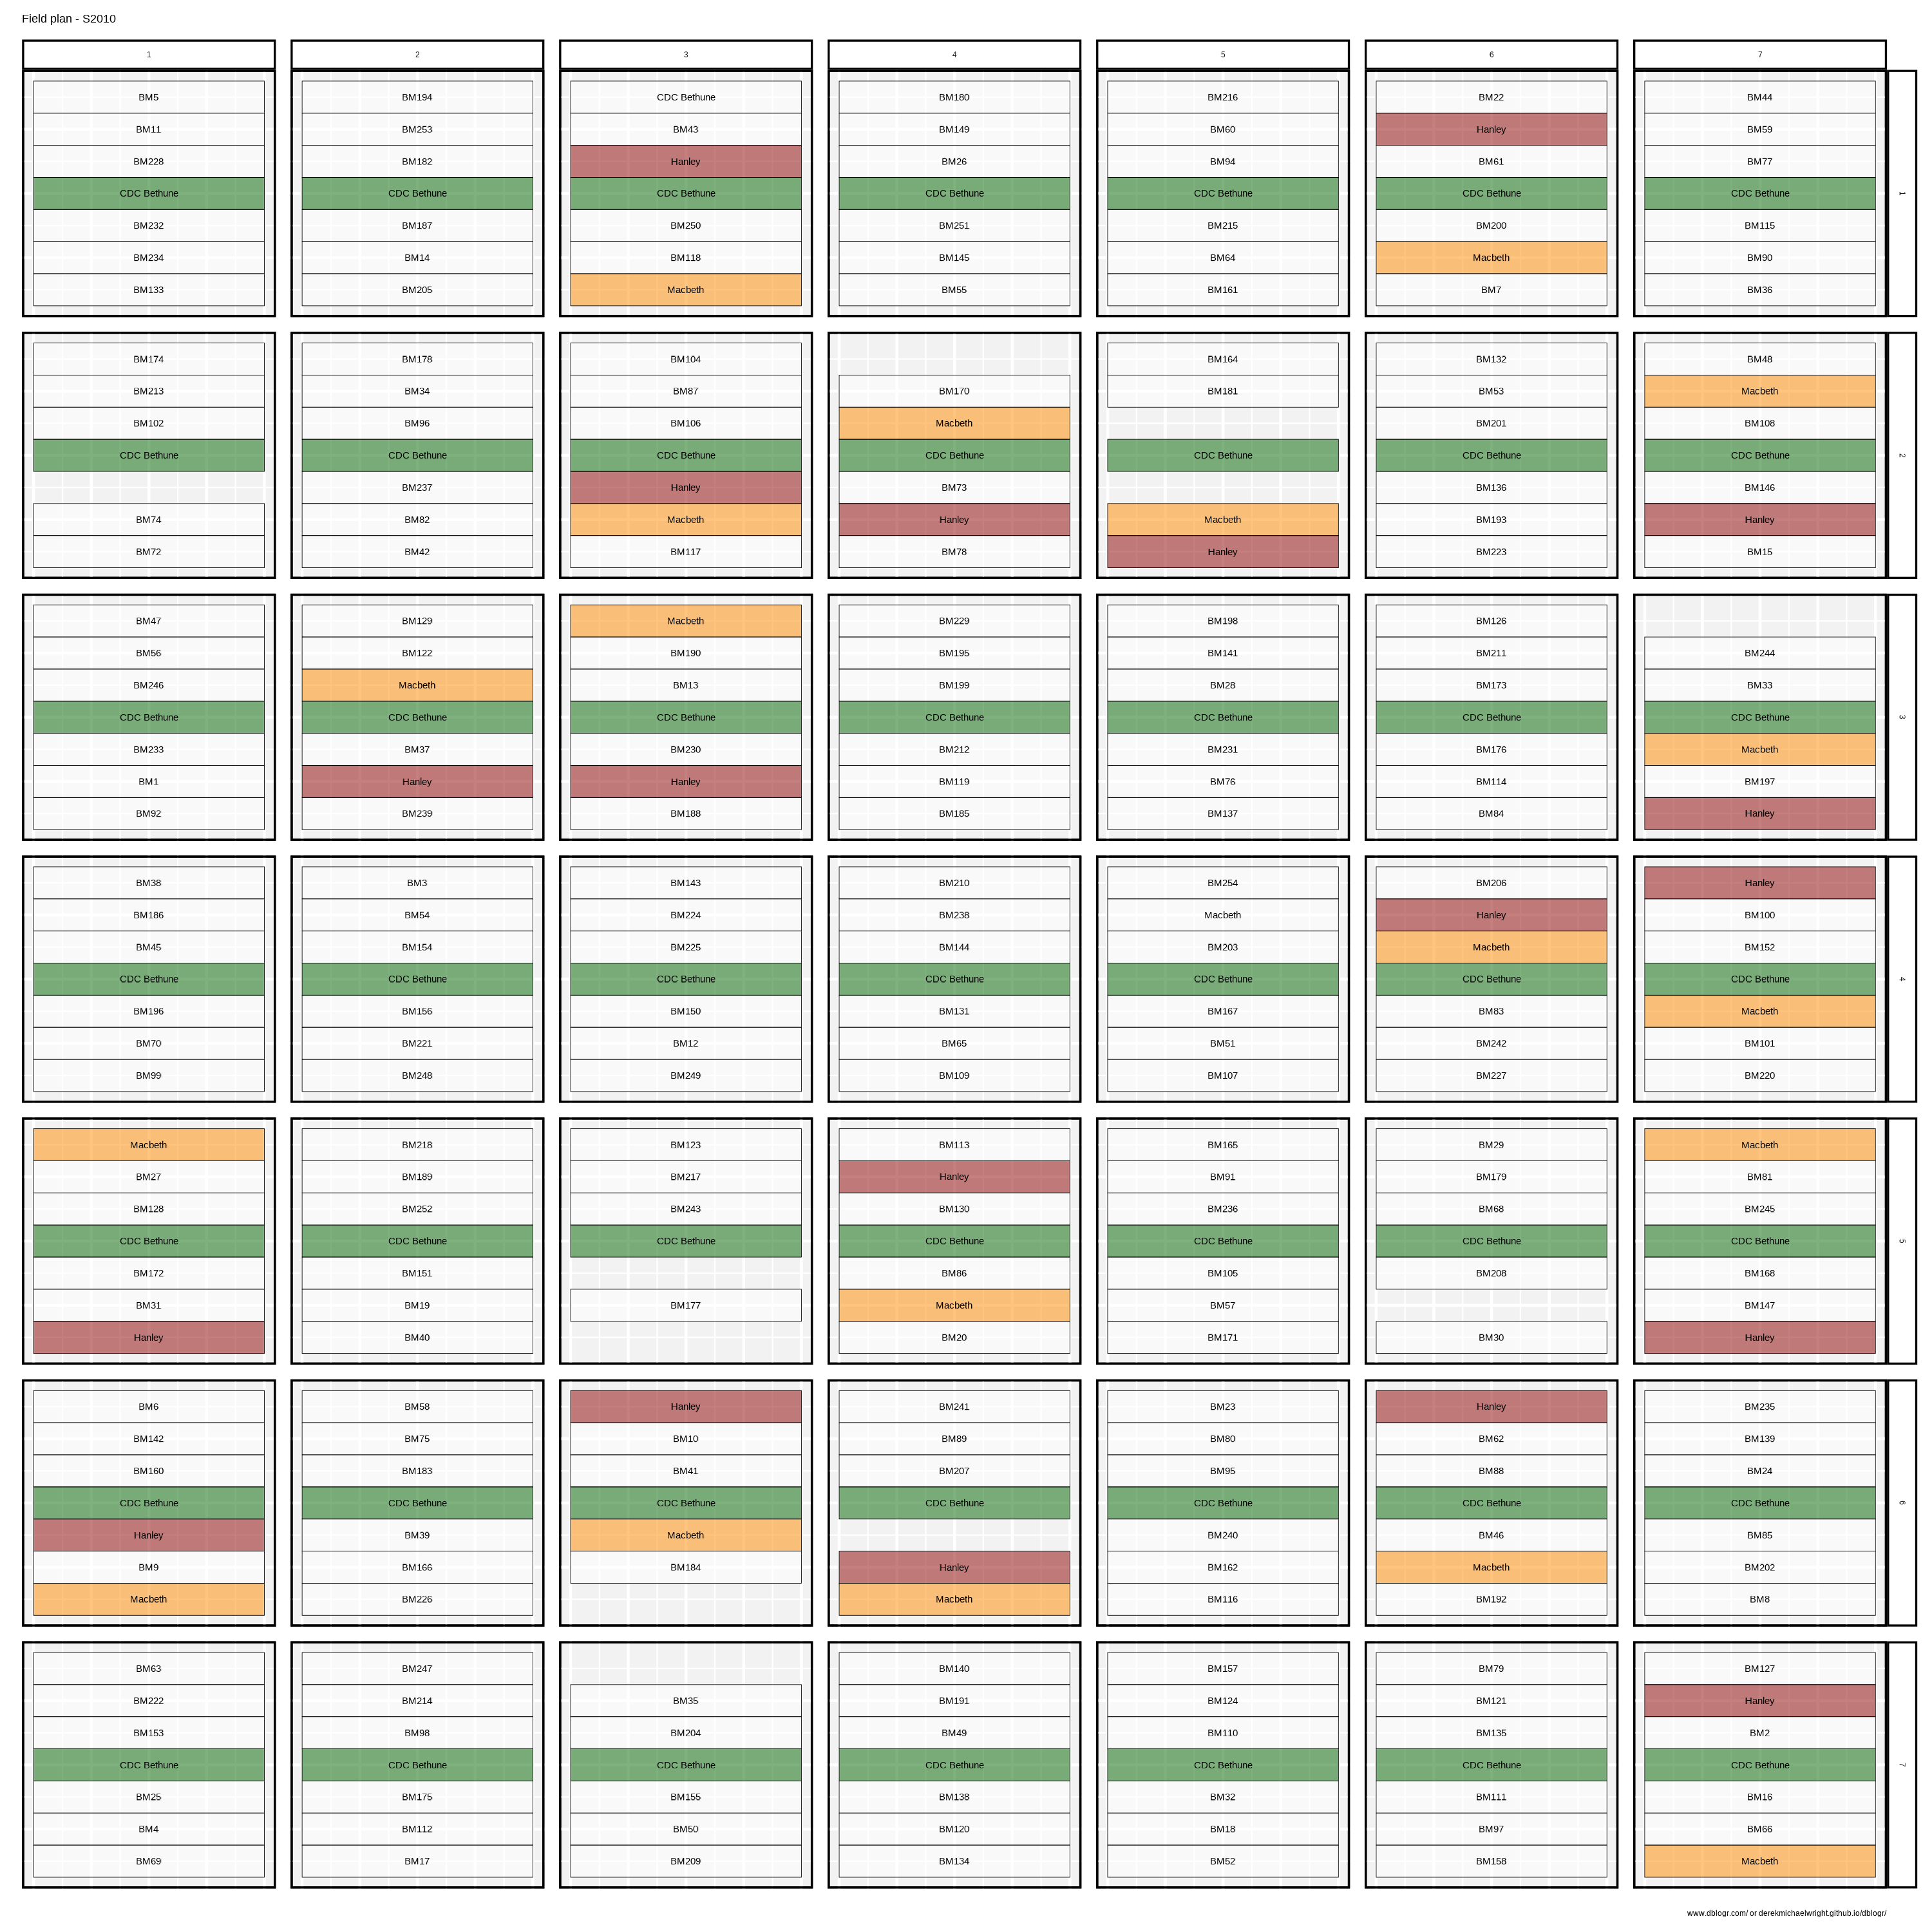 Field plan - S2010
1 2 3 4 5 6 7
BM5 BM194 CDC Bethune BM180 BM216 BM22 BM44
BM11 BM253 BM43 BM149 BM60 Hanley BM59
BM228 BM182 Hanley BM26 BM94 BM61 BM77
CDC Bethune CDC Bethune CDC Bethune CDC Bethune CDC Bethune CDC Bethune CDC Bethune 1
BM232 BM187 BM250 BM251 BM215 BM200 BM115
BM234 BM14 BM118 BM145 BM64 Macbeth BM90
BM133 BM205 Macbeth BM55 BM161 BM7 BM36
BM174 BM178 BM104 BM164 BM132 BM48
BM213 BM34 BM87 BM170 BM181 BM53 Macbeth
BM102 BM96 BM106 Macbeth BM201 BM108
CDC Bethune CDC Bethune CDC Bethune CDC Bethune CDC Bethune CDC Bethune CDC Bethune 2
BM237 Hanley BM73 BM136 BM146
BM74 BM82 Macbeth Hanley Macbeth BM193 Hanley
BM72 BM42 BM117 BM78 Hanley BM223 BM15
BM47 BM129 Macbeth BM229 BM198 BM126
BM56 BM122 BM190 BM195 BM141 BM211 BM244
BM246 Macbeth BM13 BM199 BM28 BM173 BM33
CDC Bethune CDC Bethune CDC Bethune CDC Bethune CDC Bethune CDC Bethune CDC Bethune 3
BM233 BM37 BM230 BM212 BM231 BM176 Macbeth
BM1 Hanley Hanley BM119 BM76 BM114 BM197
BM92 BM239 BM188 BM185 BM137 BM84 Hanley
BM38 BM3 BM143 BM210 BM254 BM206 Hanley
BM186 BM54 BM224 BM238 Macbeth Hanley BM100
BM45 BM154 BM225 BM144 BM203 Macbeth BM152
CDC Bethune CDC Bethune CDC Bethune CDC Bethune CDC Bethune CDC Bethune CDC Bethune 4
BM196 BM156 BM150 BM131 BM167 BM83 Macbeth
BM70 BM221 BM12 BM65 BM51 BM242 BM101
BM99 BM248 BM249 BM109 BM107 BM227 BM220
Macbeth BM218 BM123 BM113 BM165 BM29 Macbeth
BM27 BM189 BM217 Hanley BM91 BM179 BM81
BM128 BM252 BM243 BM130 BM236 BM68 BM245
CDC Bethune CDC Bethune CDC Bethune CDC Bethune CDC Bethune CDC Bethune CDC Bethune 5
BM172 BM151 BM86 BM105 BM208 BM168
BM31 BM19 BM177 Macbeth BM57 BM147
Hanley BM40 BM20 BM171 BM30 Hanley
BM6 BM58 Hanley BM241 BM23 Hanley BM235
BM142 BM75 BM10 BM89 BM80 BM62 BM139
BM160 BM183 BM41 BM207 BM95 BM88 BM24
CDC Bethune CDC Bethune CDC Bethune CDC Bethune CDC Bethune CDC Bethune CDC Bethune 6
Hanley BM39 Macbeth BM240 BM46 BM85
BM9 BM166 BM184 Hanley BM162 Macbeth BM202
Macbeth BM226 Macbeth BM116 BM192 BM8
BM63 BM247 BM140 BM157 BM79 BM127
BM222 BM214 BM35 BM191 BM124 BM121 Hanley
BM153 BM98 BM204 BM49 BM110 BM135 BM2
CDC Bethune CDC Bethune CDC Bethune CDC Bethune CDC Bethune CDC Bethune CDC Bethune 7
BM25 BM175 BM155 BM138 BM32 BM111 BM16
BM4 BM112 BM50 BM120 BM18 BM97 BM66
BM69 BM17 BM209 BM134 BM52 BM158 Macbeth
www.dblogr.com/ or derekmichaelwright.github.io/dblogr/